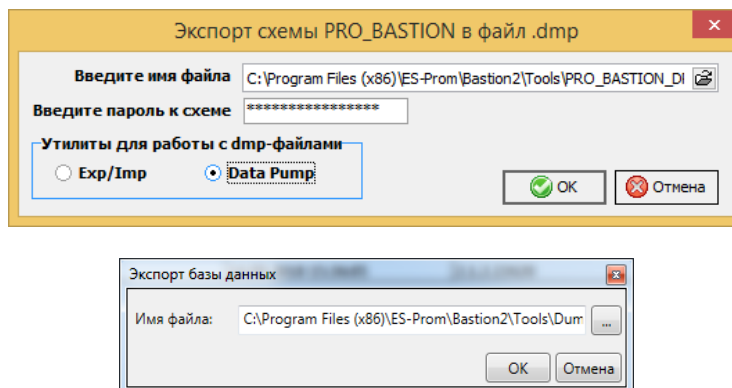 Экспорт схемы PRO_BASTION в файл .dmp
Введите имя файла C:\Program Files (x86)\ES-Prom\Bastion2\Tools\PRO_BASTION_DI
Введите пароль к схеме ****************
Утилиты для работы с dmp-файлами
Exp/Imp Data Pump
OK Отмена
Экспорт базы данных
Имя файла: C:\Program Files (x86)\ES-Prom\Bastion2\Tools\Dum ...
OK Отмена